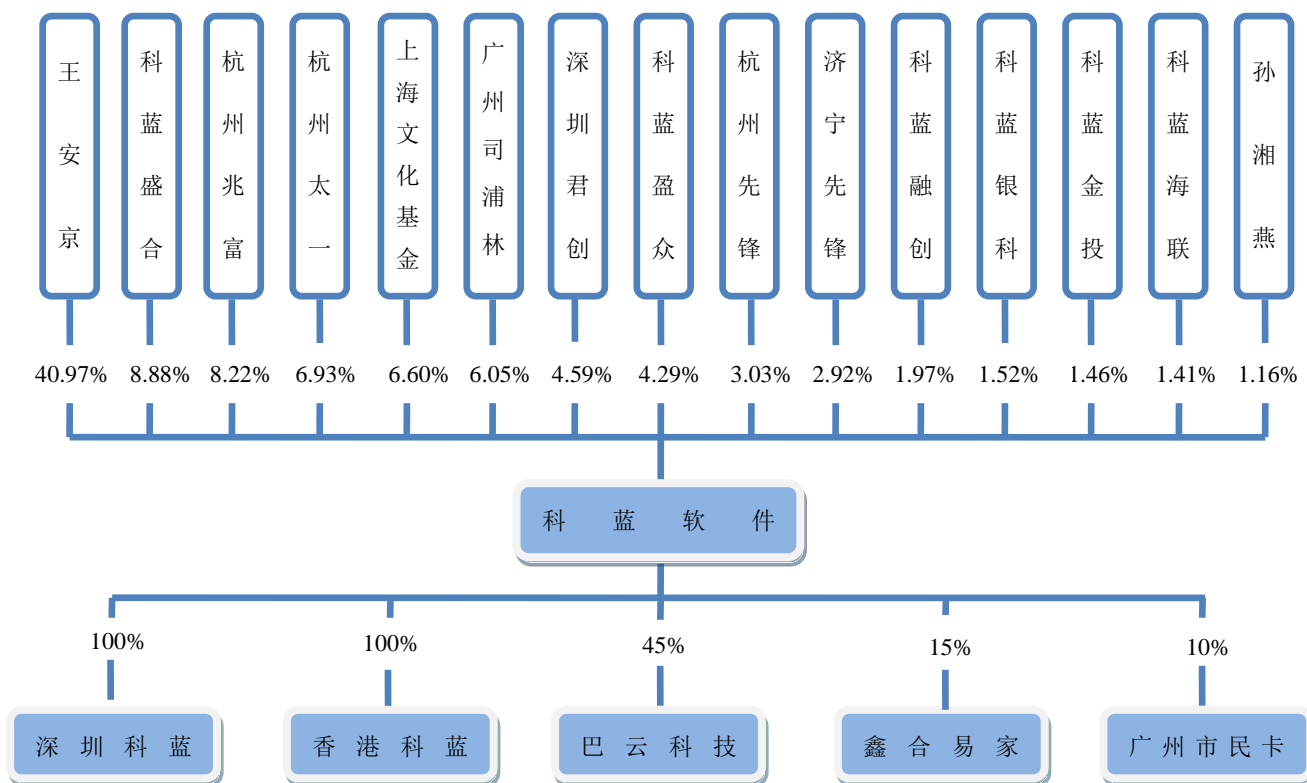 王安京
科蓝盛合
杭州兆富
杭州太一
上海文化基金
广州司浦林
深圳君创
科蓝盈众
杭州先锋
济宁先锋
科蓝融创
科蓝银科
科蓝金投
科蓝海联
孙湘燕
40.97% 8.88% 8.22% 6.93% 6.60% 6.05% 4.59% 4.29% 3.03% 2.92% 1.97% 1.52% 1.46% 1.41% 1.16%
科蓝软件
100% 100% 45% 15% 10%
深圳科蓝 香港科蓝 巴云科技 鑫合易家 广州市民卡